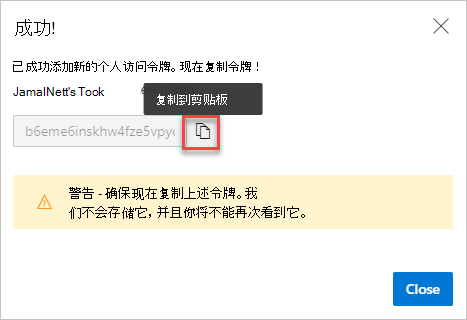 成功!
已成功添加新的个人访问令牌。现在复制令牌！
JamalNett's Took
复制到剪贴板
b6eme6inskhw4fze5vpyc
警告 - 确保现在复制上述令牌。我
们不会存储它，并且你将不能再次看到它。
Close